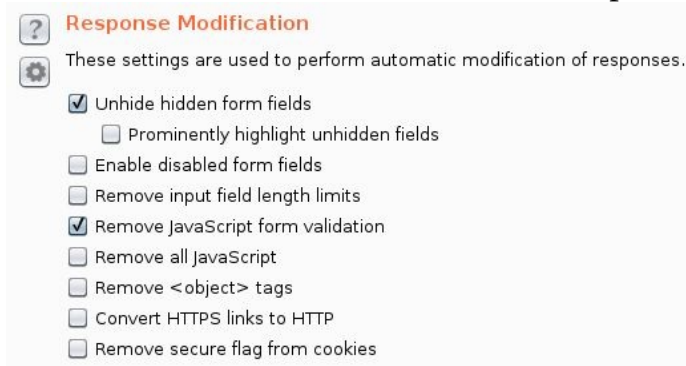 Response Modification
These settings are used to perform automatic modification of responses.
Unhide hidden form fields
Prominently highlight unhidden fields
Enable disabled form fields
Remove input field length limits
Remove JavaScript form validation
Remove all JavaScript
Remove <object> tags
Convert HTTPS links to HTTP
Remove secure flag from cookies